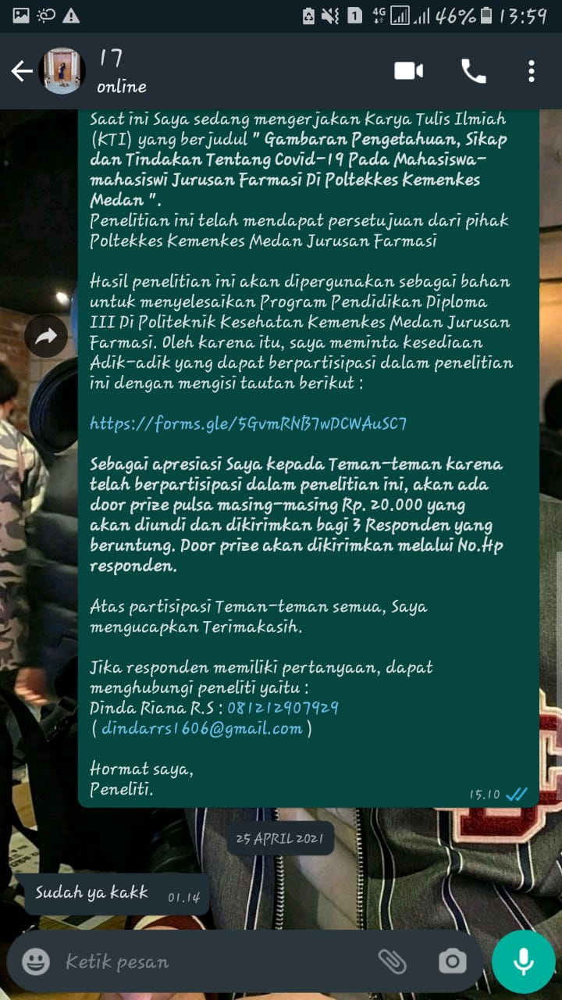 1 4G 46% 13:59
17
online
Saat ini Saya sedang mengerjakan Karya Tulis Ilmiah
(KTI) yang berjudul " Gambaran Pengetahuan, Sikap
dan Tindakan Tentang Covid-19 Pada Mahasiswa-
mahasiswi Jurusan Farmasi Di Poltekkes Kemenkes
Medan ".
Penelitian ini telah mendapat persetujuan dari pihak
Poltekkes Kemenkes Medan Jurusan Farmasi
Hasil penelitian ini akan dipergunakan sebagai bahan
untuk menyelesaikan Program Pendidikan Diploma
III Di Politeknik Kesehatan Kemenkes Medan Jurusan
Farmasi. Oleh karena itu, saya meminta kesediaan
Adik-adik yang dapat berpartisipasi dalam penelitian
ini dengan mengisi tautan berikut :
https://forms.gle/5GvmRNB7wDCWAuSC7
Sebagai apresiasi Saya kepada Teman-teman karena
telah berpartisipasi dalam penelitian ini, akan ada
door prize pulsa masing-masing Rp. 20.000 yang
akan diundi dan dikirimkan bagi 3 Responden yang
beruntung. Door prize akan dikirimkan melalui No.Hp
responden.
Atas partisipasi Teman-teman semua, Saya
mengucapkan Terimakasih.
Jika responden memiliki pertanyaan, dapat
menghubungi peneliti yaitu :
Dinda Riana R.S : 081212907929
( dindarrs1606@gmail.com )
Hormat saya,
Peneliti.
15.10
25 APRIL 2021
Sudah ya kakk 01.14
Ketik pesan